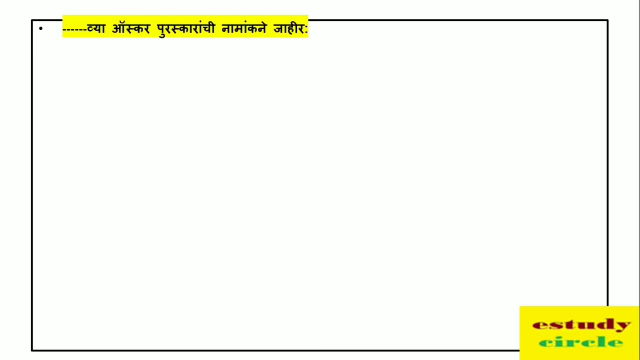 • ------व्या ऑस्कर पुरस्कारांची नामांकने जाहीर:
estudy
circle